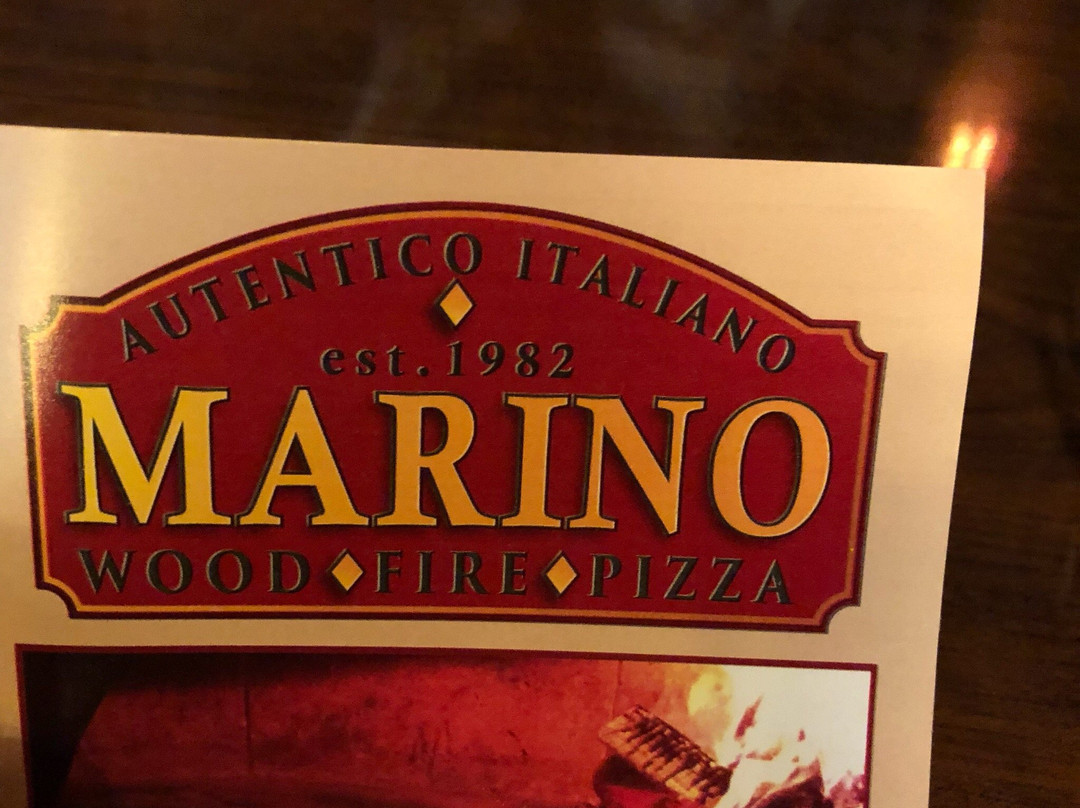 AUTENTICO ITALIANO
est. 1982
MARINO
WOOD FIRE PIZZA